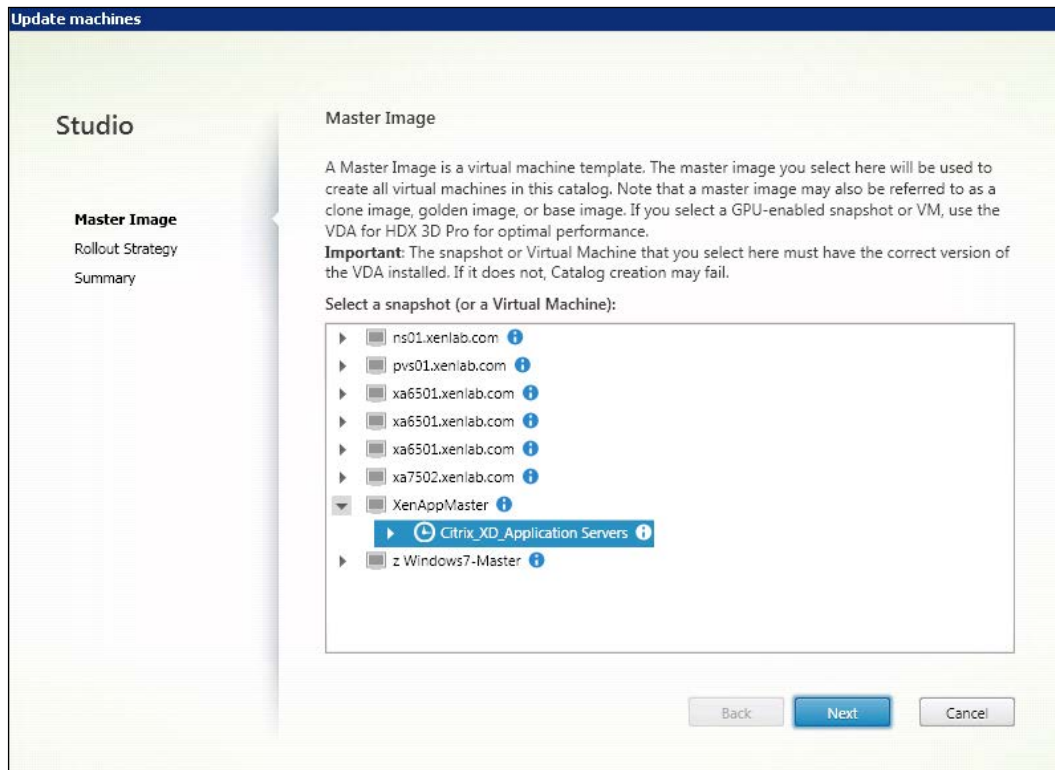 Update machines
Studio
Master Image
Rollout Strategy
Summary
Master Image
A Master Image is a virtual machine template. The master image you select here will be used to
create all virtual machines in this catalog. Note that a master image may also be referred to as a
clone image, golden image, or base image. If you select a GPU-enabled snapshot or VM, use the
VDA for HDX 3D Pro for optimal performance.
Important: The snapshot or Virtual Machine that you select here must have the correct version of
the VDA installed. If it does not, Catalog creation may fail.
Select a snapshot (or a Virtual Machine):
ns01.xenlab.com
pvs01.xenlab.com
xa6501.xenlab.com
xa6501.xenlab.com
xa6501.xenlab.com
xa7502.xenlab.com
XenAppMaster
Citrix_XD_Application Servers
z Windows7-Master
Back
Next
Cancel